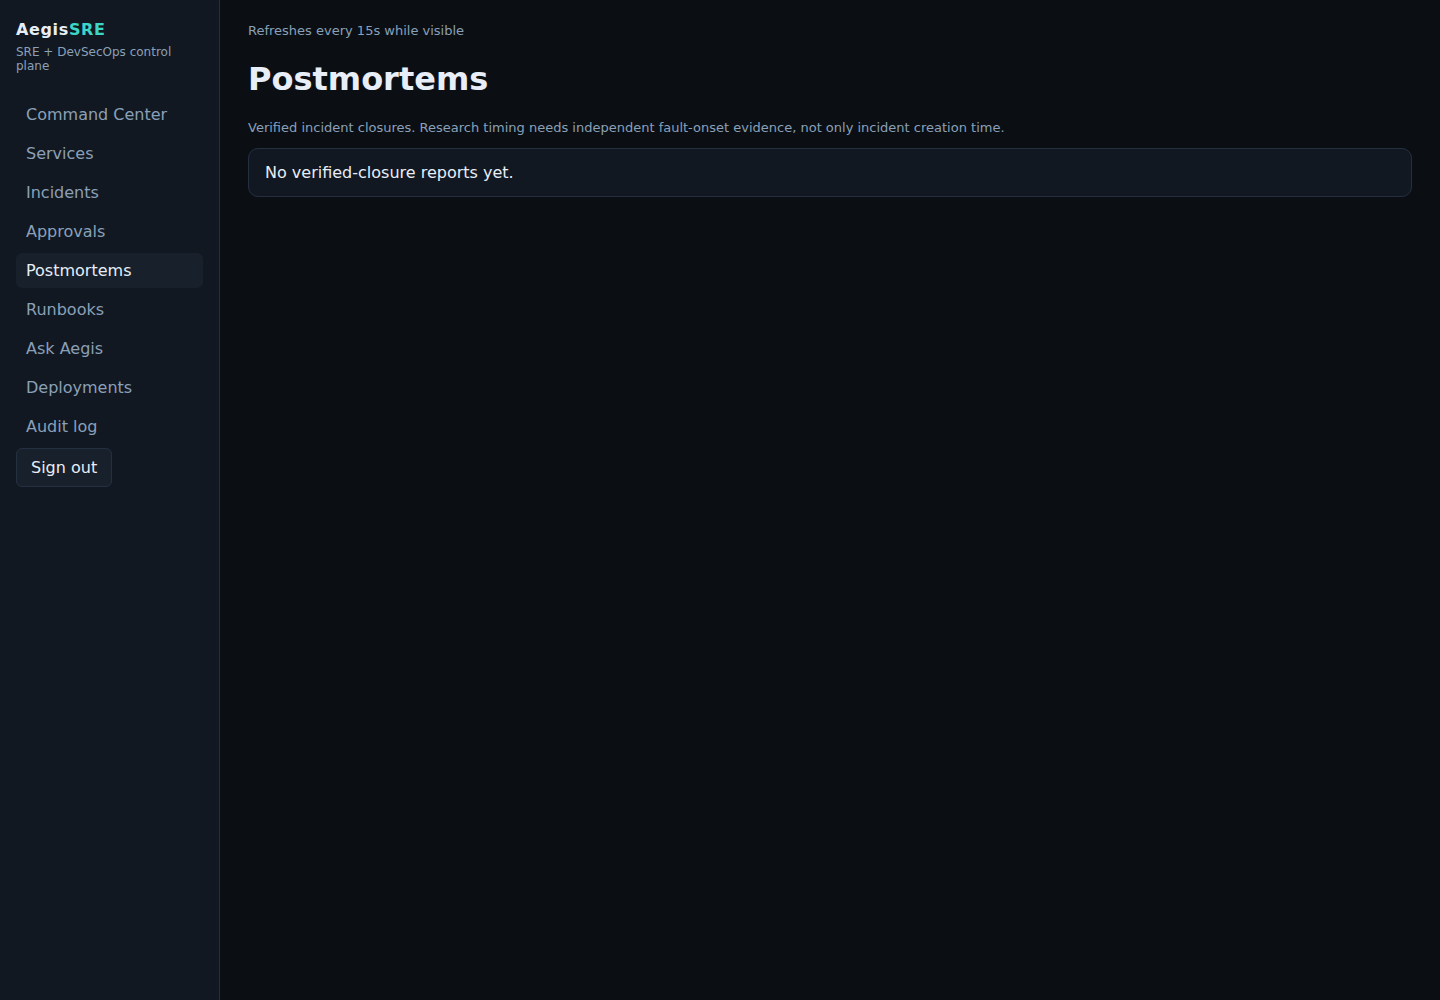 AegisSRE
SRE + DevSecOps control
plane
Command Center
Services
Incidents
Approvals
Postmortems
Runbooks
Ask Aegis
Deployments
Audit log
Sign out
Refreshes every 15s while visible
Postmortems
Verified incident closures. Research timing needs independent fault-onset evidence, not only incident creation time.
No verified-closure reports yet.